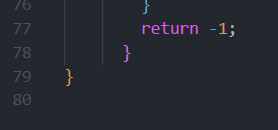 76 }
77 return -1;
78 }
79 }
80